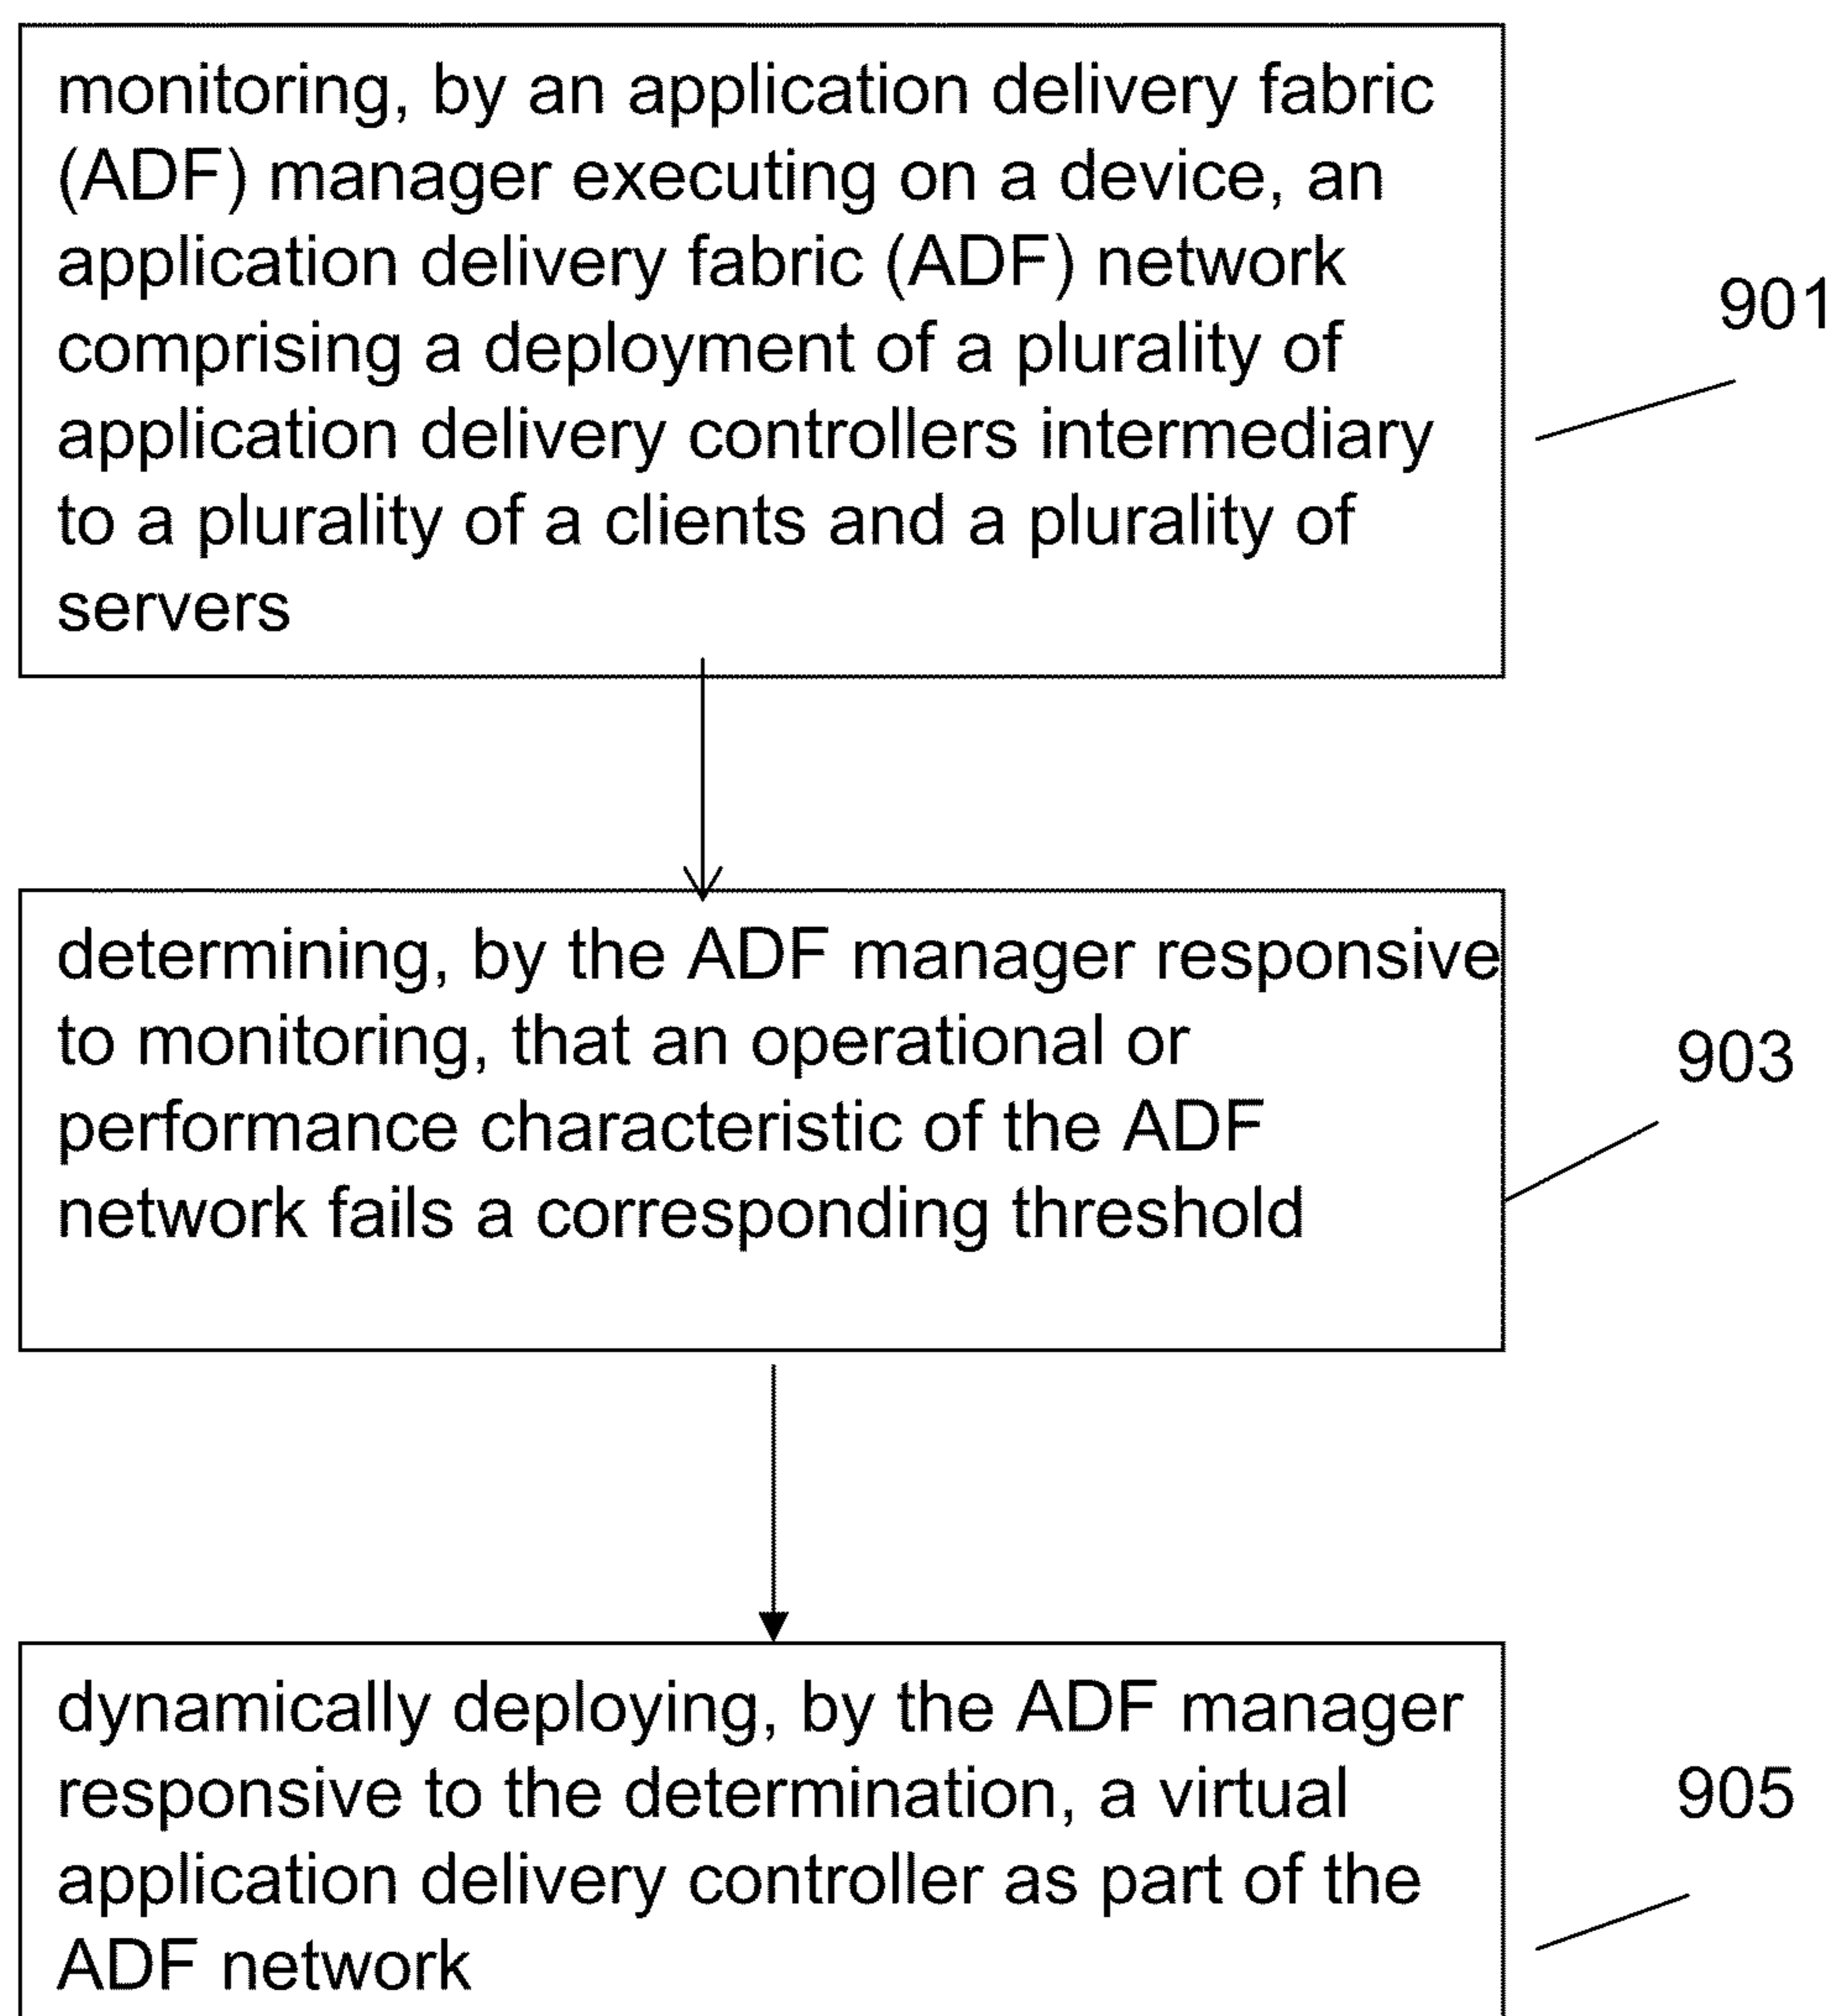 monitoring, by an application delivery fabric
(ADF) manager executing on a device, an
application delivery fabric (ADF) network
comprising a deployment of a plurality of
application delivery controllers intermediary
to a plurality of a clients and a plurality of
servers
901
determining, by the ADF manager responsive
to monitoring, that an operational or
performance characteristic of the ADF
network fails a corresponding threshold
903
dynamically deploying, by the ADF manager
responsive to the determination, a virtual
application delivery controller as part of the
ADF network
905